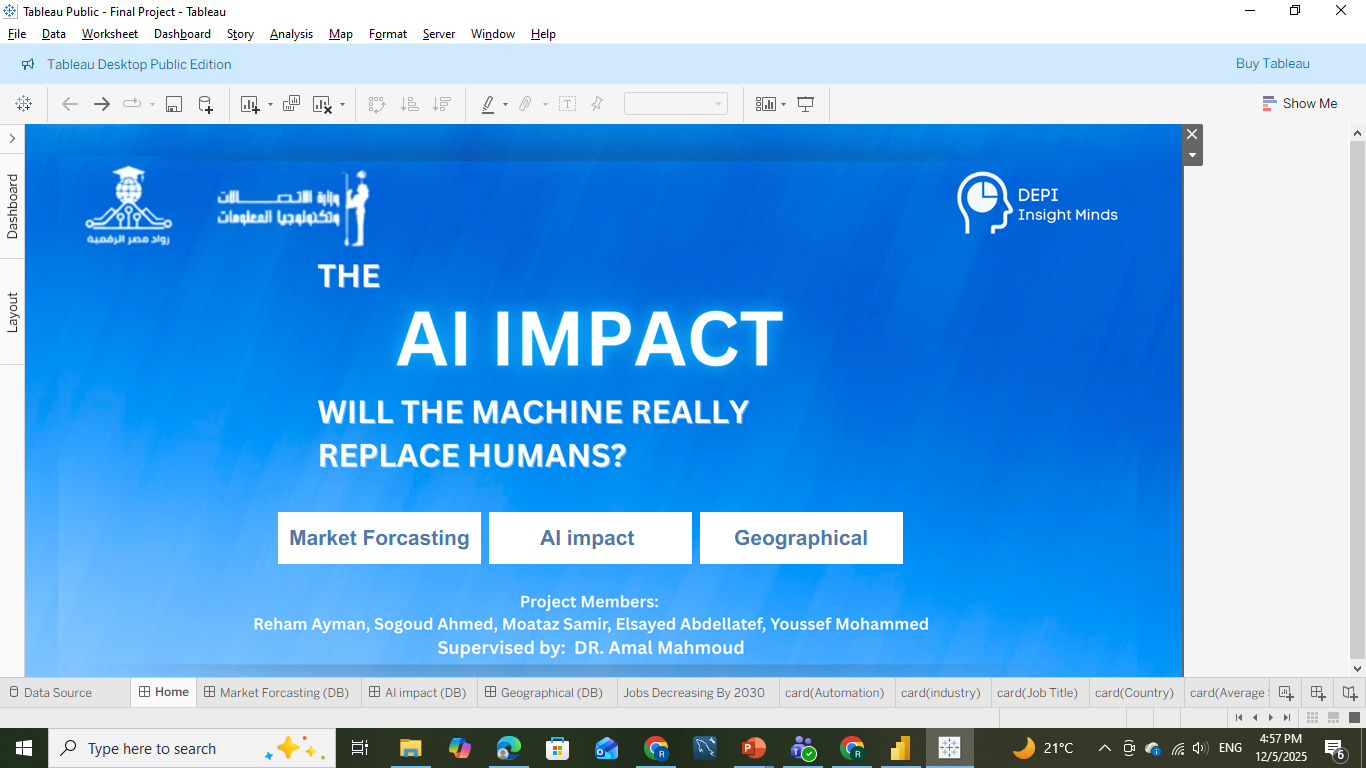 Tableau Public - Final Project - Tableau
File Data Worksheet Dashboard Story Analysis Map Format Server Window Help
Tableau Desktop Public Edition
Buy Tableau
Show Me
Dashboard
Layout
رواد مصر الرقمية
وزارة الاتصـــــالات
وتكنولوجيا المعلومات
DEPI
Insight Minds
THE
AI IMPACT
WILL THE MACHINE REALLY
REPLACE HUMANS?
Market Forcasting
AI impact
Geographical
Project Members:
Reham Ayman, Sogoud Ahmed, Moataz Samir, Elsayed Abdellatef, Youssef Mohammed
Supervised by: DR. Amal Mahmoud
Data Source Home Market Forcasting (DB) AI impact (DB) Geographical (DB) Jobs Decreasing By 2030 card(Automation) card(industry) card(Job Title) card(Country) card(Average
Type here to search
21°C
ENG
4:57 PM
12/5/2025
6